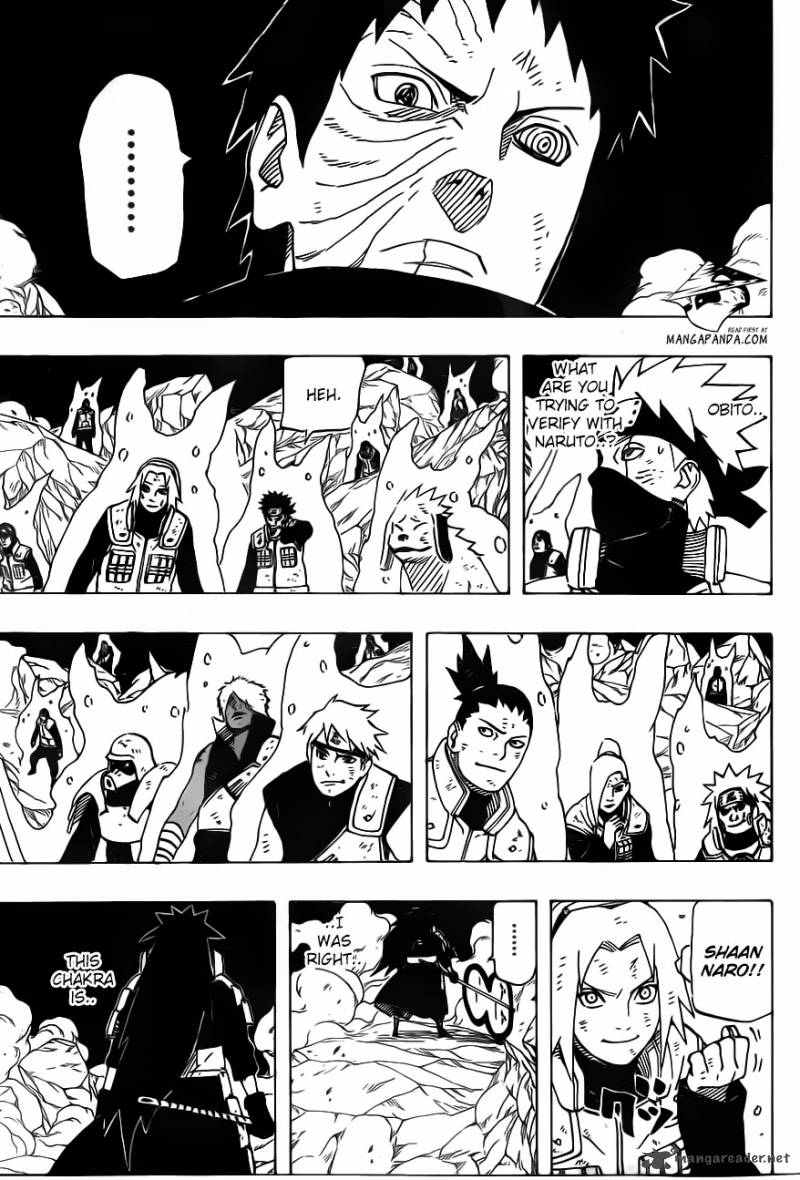 .........
READ FIRST AT
MANGAPANDA.COM
OBITO..
WHAT
ARE YOU
TRYING TO
VERIFY WITH
NARUTO..?
HEH.
SHAAN
NARO!!
......
..I
WAS
RIGHT..
THIS
CHAKRA
IS..
mangareader.net